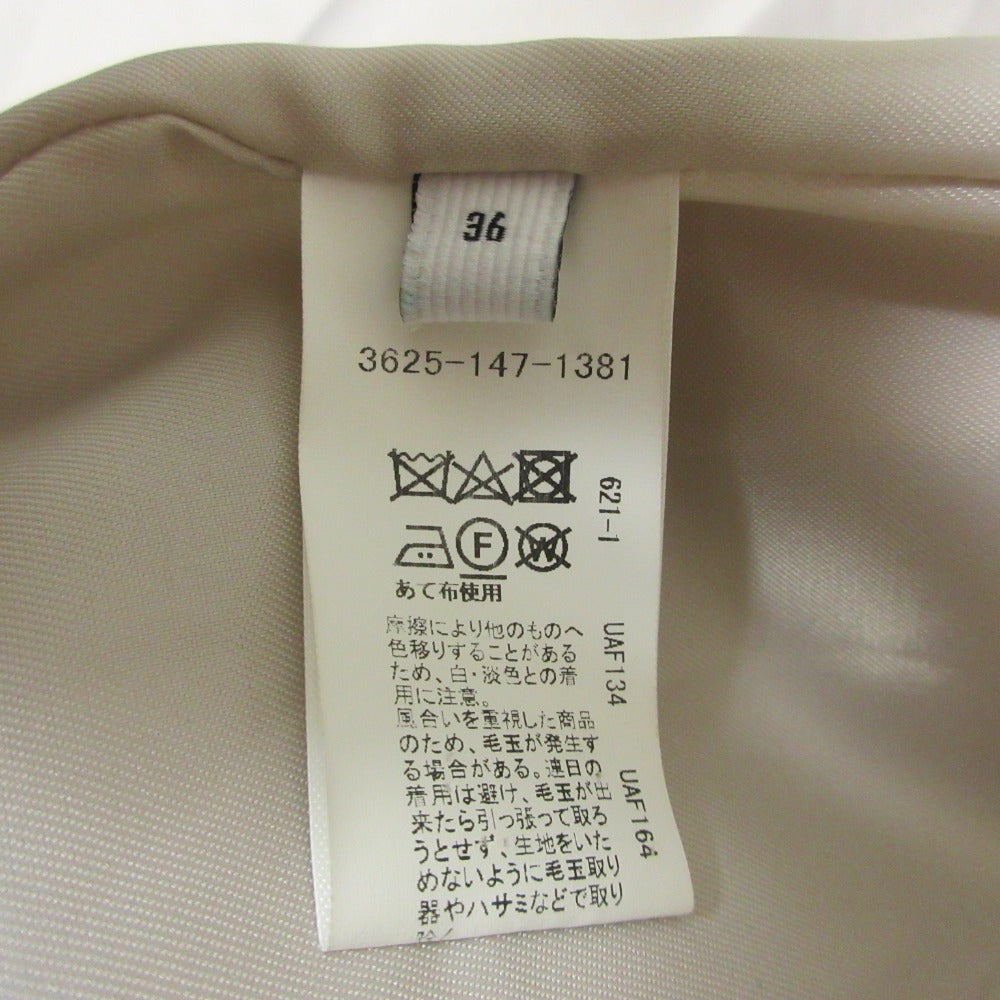 36
3625-147-1381
621-1
F
W
あて布使用
摩擦により他のものへ
色移りすることがある
ため、白・淡色との着
用に注意。
風合いを重視した商品
のため、毛玉が発生す
る場合がある。連日の
着用は避け、毛玉が出
来たら引っ張って取る
うとせず、生地をいた
めないように毛玉取り
器やハサミなどで取り
UAF134
UAF164